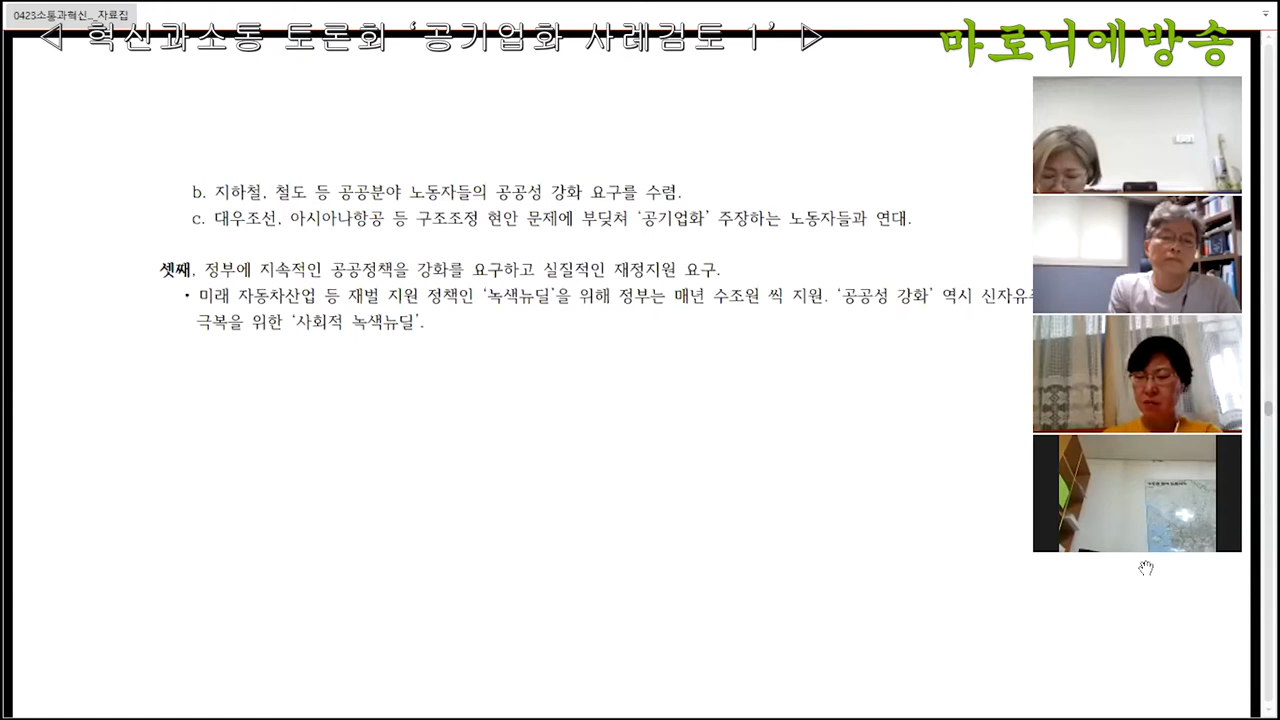 0423소통과혁신_자료집
◁ 혁신과소통 토론회 ‘공기업화 사례검토 1’ ▷
마로니에방송
b. 지하철, 철도 등 공공분야 노동자들의 공공성 강화 요구를 수렴.
c. 대우조선, 아시아나항공 등 구조조정 현안 문제에 부딪쳐 ‘공기업화’ 주장하는 노동자들과 연대.
셋째, 정부에 지속적인 공공정책을 강화를 요구하고 실질적인 재정지원 요구.
• 미래 자동차산업 등 재벌 지원 정책인 ‘녹색뉴딜’을 위해 정부는 매년 수조원 씩 지원. ‘공공성 강화’ 역시 신자유
극복을 위한 ‘사회적 녹색뉴딜’.